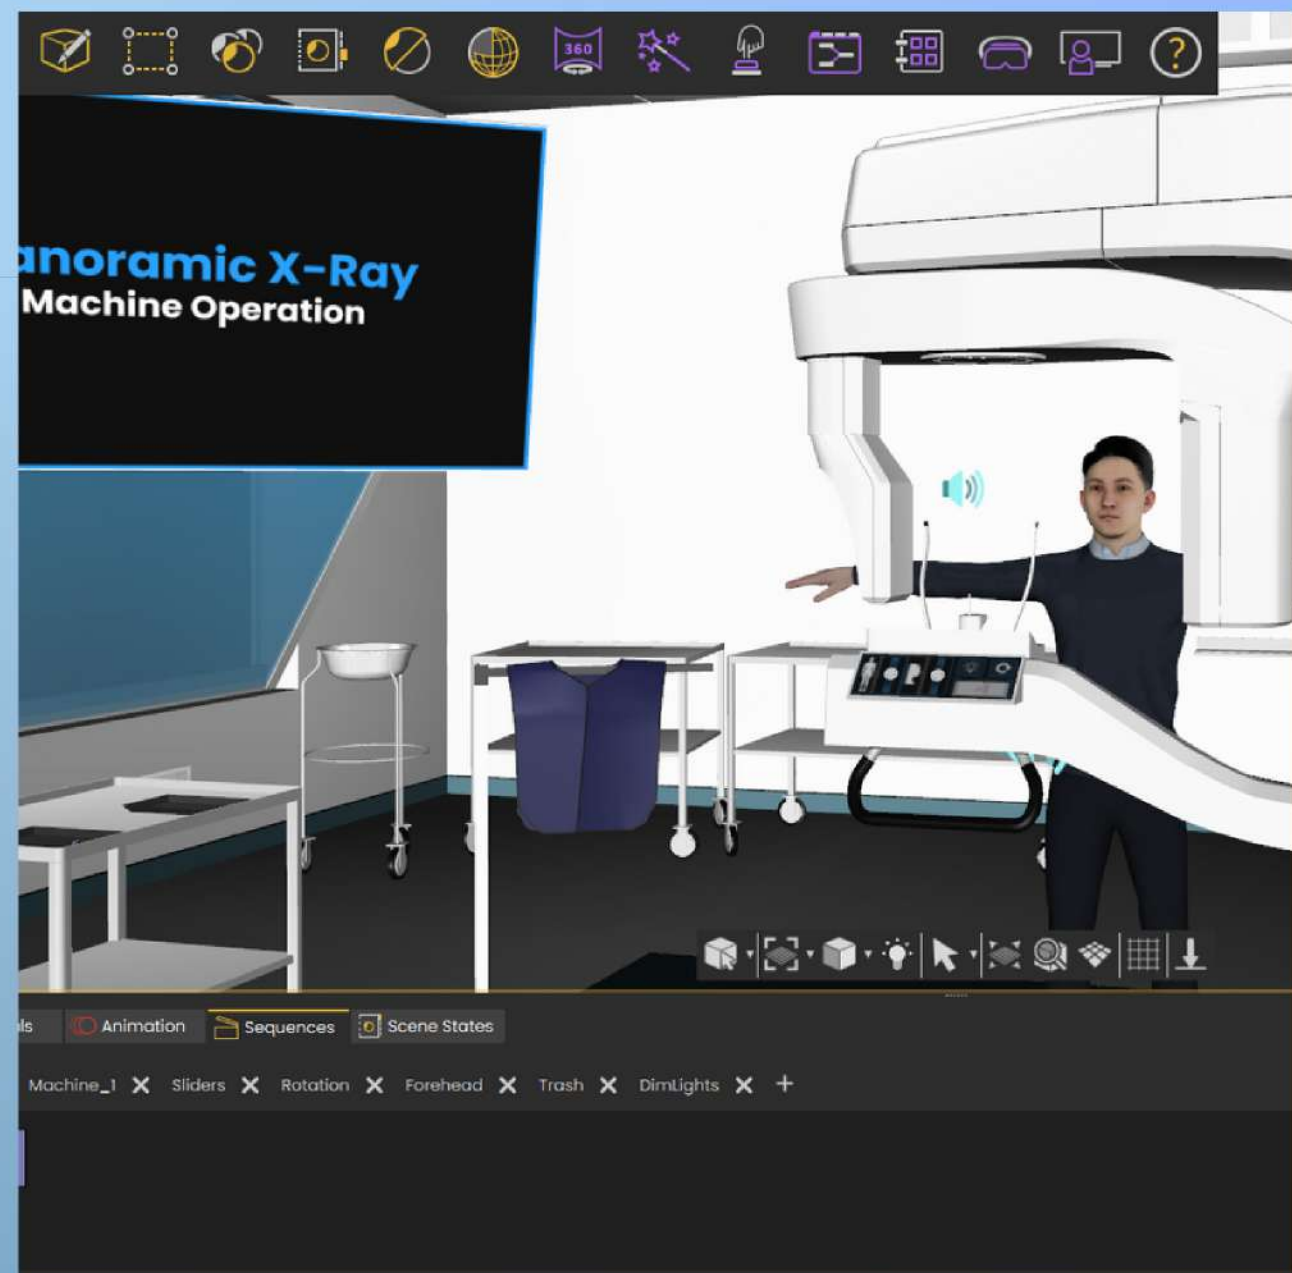 360
?
anoramic X-Ray
Machine Operation
ls Animation Sequences Scene States
Machine_1 Sliders Rotation Forehead Trash DimLights +